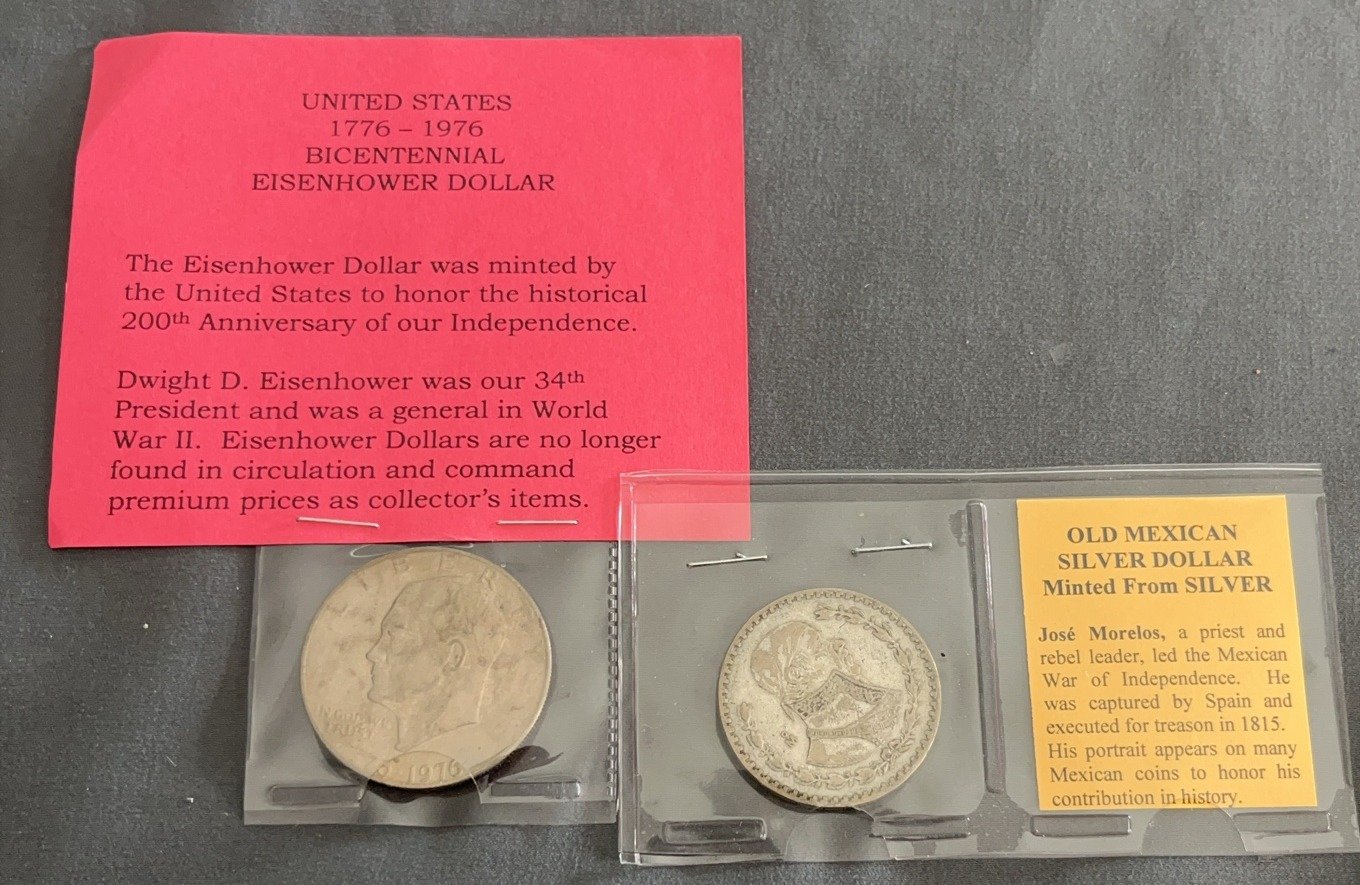 UNITED STATES
1776 – 1976
BICENTENNIAL
EISENHOWER DOLLAR
The Eisenhower Dollar was minted by
the United States to honor the historical
200th Anniversary of our Independence.
Dwight D. Eisenhower was our 34th
President and was a general in World
War II. Eisenhower Dollars are no longer
found in circulation and command
premium prices as collector's items.
LIBERTY
1976
OLD MEXICAN
SILVER DOLLAR
Minted From SILVER
José Morelos, a priest and
rebel leader, led the Mexican
War of Independence. He
was captured by Spain and
executed for treason in 1815.
His portrait appears on many
Mexican coins to honor his
contribution in history.